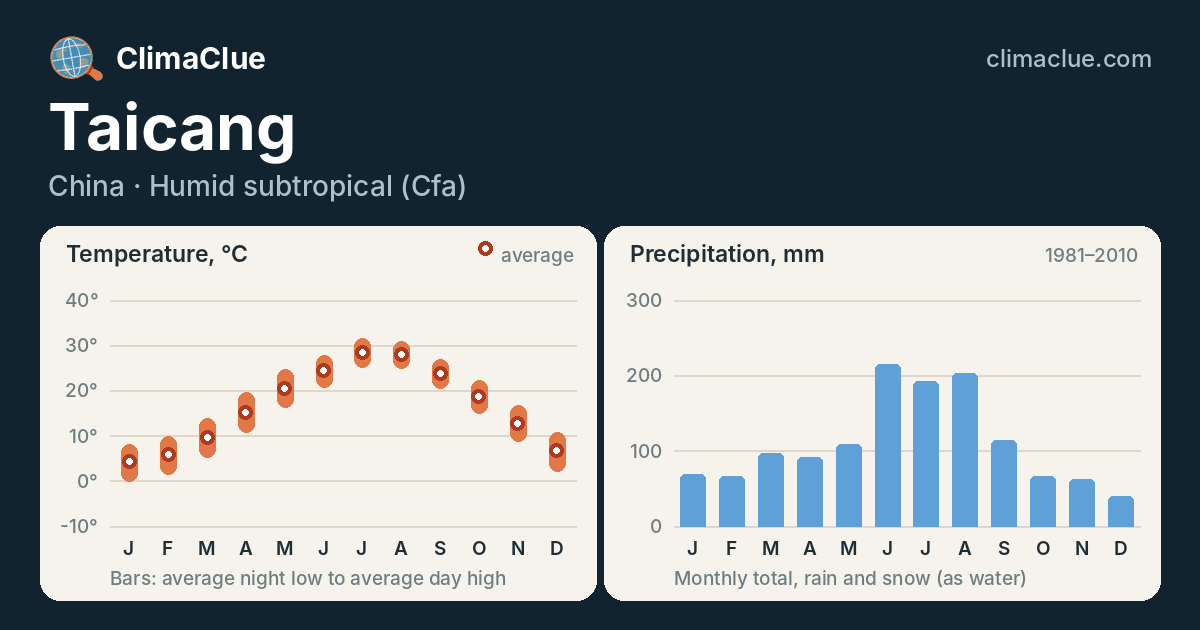 ClimaClue
climaclue.com
Taicang
China · Humid subtropical (Cfa)
Temperature, °C
average
40°
30°
20°
10°
0°
-10°
J F M A M J J A S O N D
Bars: average night low to average day high
Precipitation, mm
1981–2010
300
200
100
0
J F M A M J J A S O N D
Monthly total, rain and snow (as water)